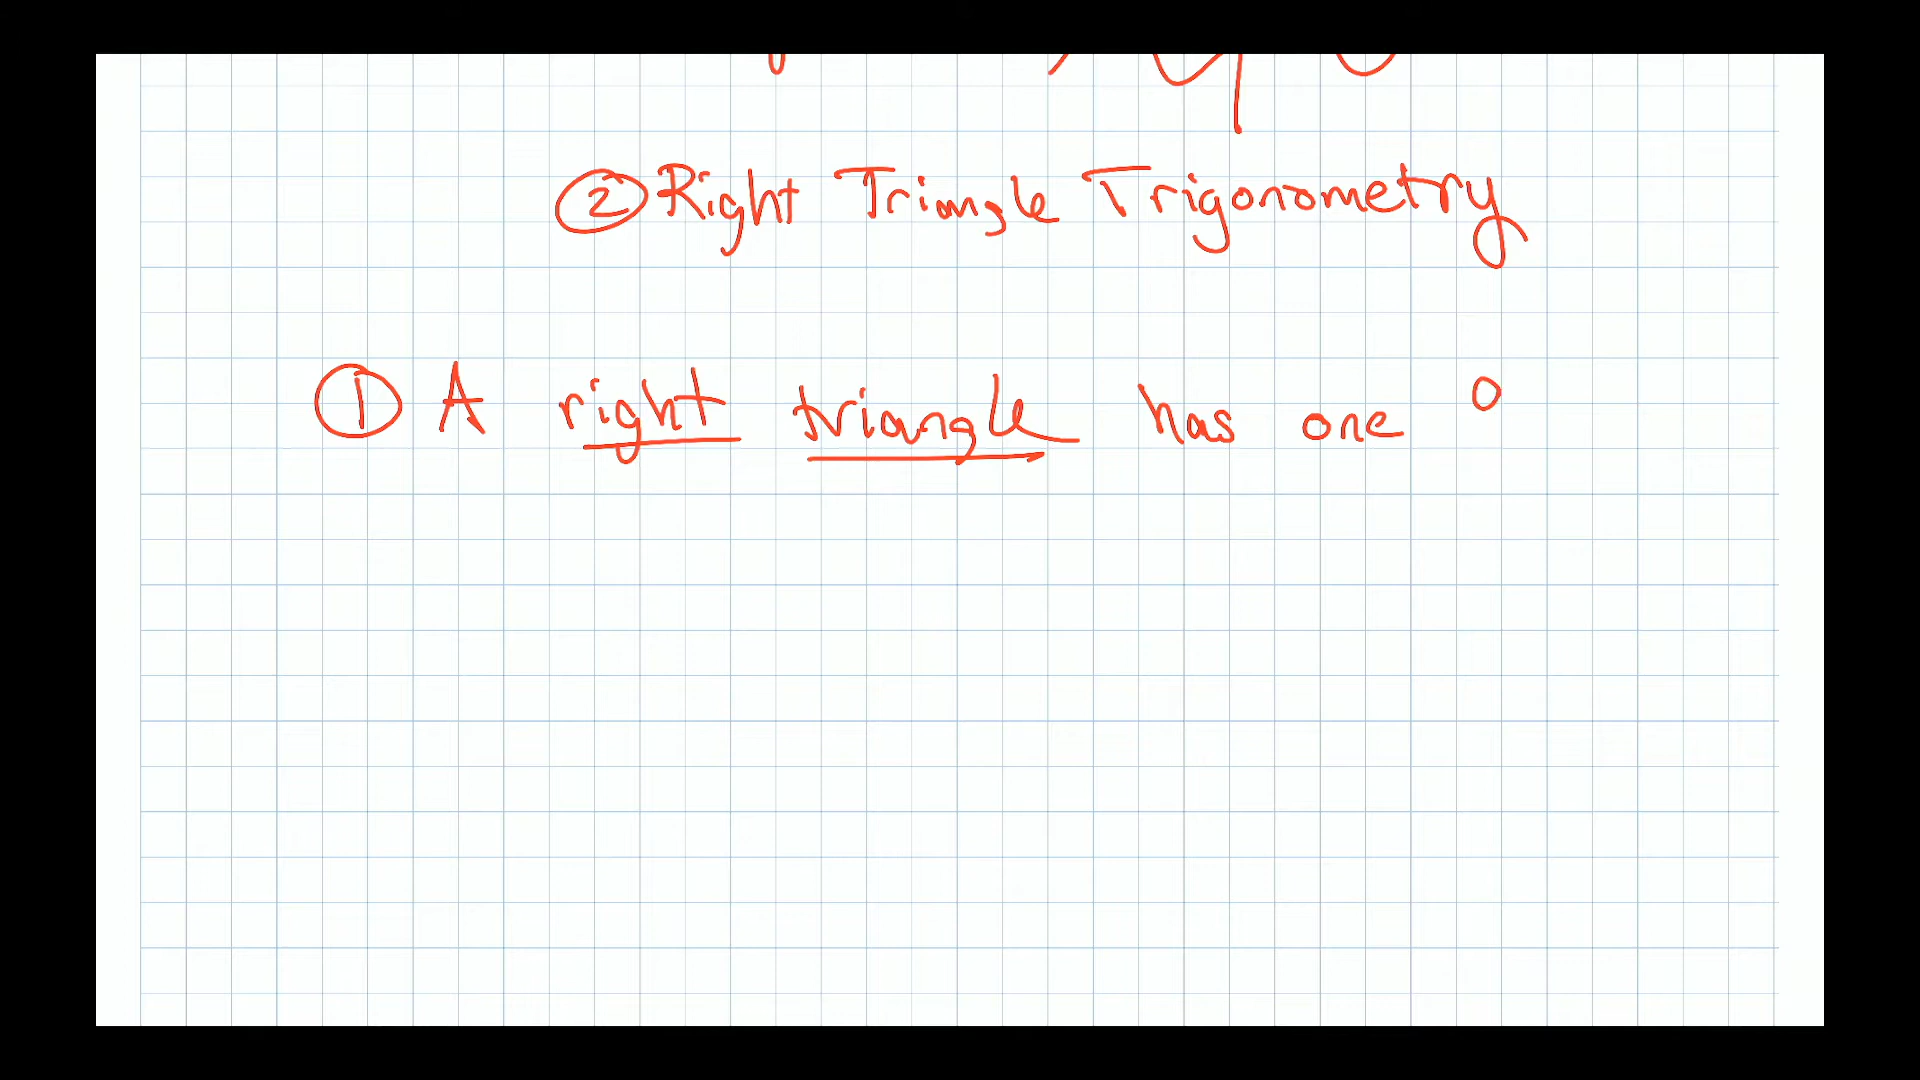 ② Right Triangle Trigonometry
① A right triangle has one